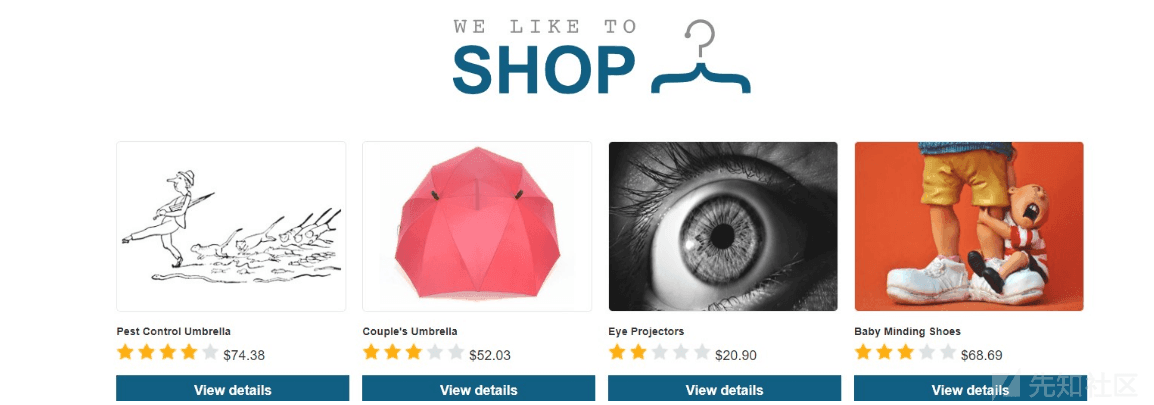 WE LIKE TO
SHOP
Pest Control Umbrella
$74.38
View details
Couple's Umbrella
$52.03
View details
Eye Projectors
$20.90
View details
Baby Minding Shoes
$68.69
View details
先知社区